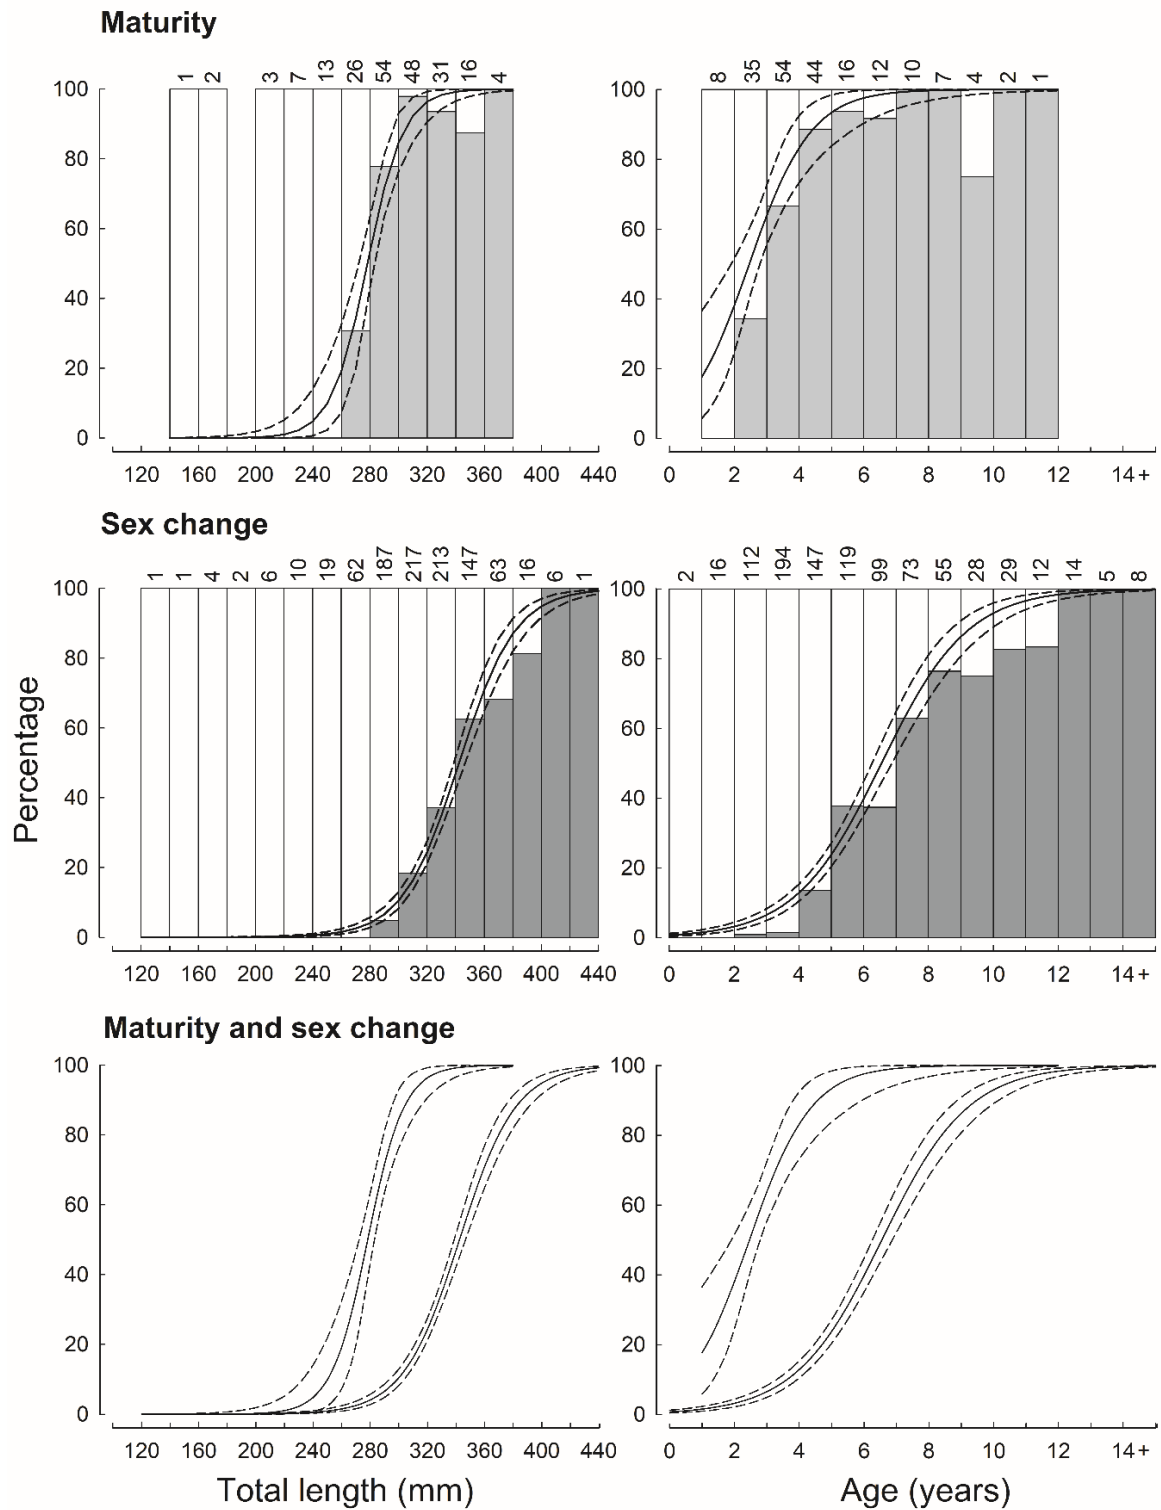 Maturity
1 2 3 7 13 26 54 48 31 16 4
8 35 54 44 16 12 10 7 4 2 1
100 100
80 80
60 60
40 40
20 20
0 0
120 160 200 240 280 320 360 400 440
0 2 4 6 8 10 12 14+
Sex change
1 1 4 2 6 10 19 62 187 217 213 147 63 16 6 1
2 16 112 194 147 119 99 73 55 28 29 12 14 5 8
100 100
80 80
60 60
40 40
20 20
0 0
Percentage
120 160 200 240 280 320 360 400 440
0 2 4 6 8 10 12 14+
Maturity and sex change
100 100
80 80
60 60
40 40
20 20
0 0
120 160 200 240 280 320 360 400 440
0 2 4 6 8 10 12 14+
Total length (mm)
Age (years)